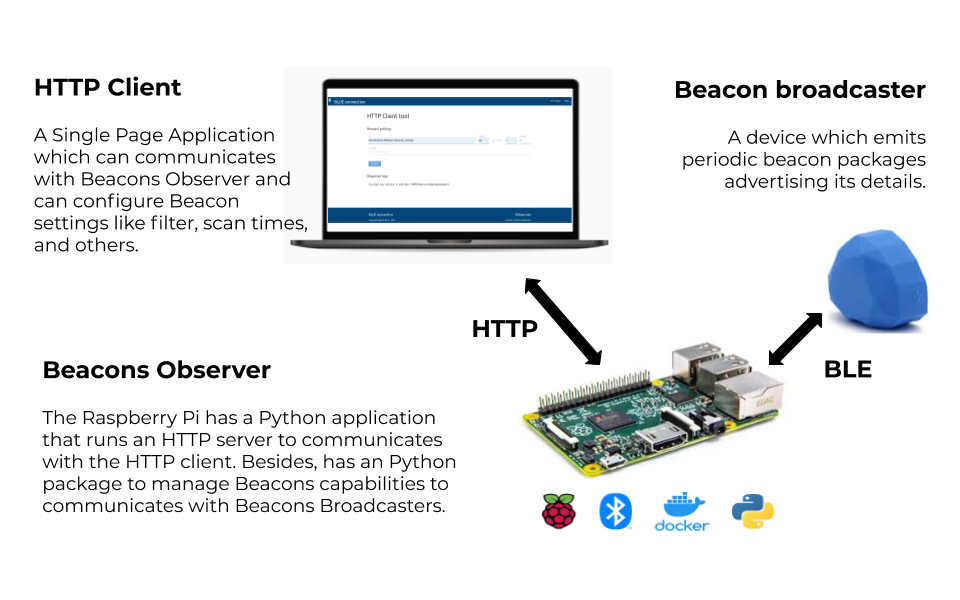 HTTP Client
A Single Page Application
which can communicates
with Beacons Observer and
can configure Beacon
settings like filter, scan times,
and others.
BLUE connection
HTTP Client tool
Request settings
Response logs
Beacon broadcaster
A device which emits
periodic beacon packages
advertising its details.
HTTP
BLE
Beacons Observer
The Raspberry Pi has a Python application
that runs an HTTP server to communicates
with the HTTP client. Besides, has an Python
package to manage Beacons capabilities to
communicates with Beacons Broadcasters.
docker